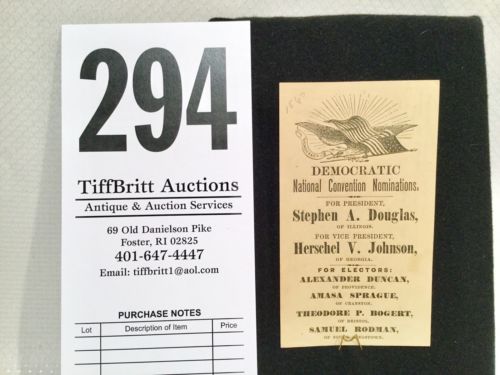 294
TiffBritt Auctions
Antique & Auction Services
69 Old Danielson Pike
Foster, RI 02825
401-647-4447
Email: tiffbritt1@aol.com
PURCHASE NOTES
Lot Description of Item Price
DEMOCRATIC
National Convention Nominations.
FOR PRESIDENT,
Stephen A. Douglas,
OF ILLINOIS.
FOR VICE PRESIDENT,
Herschel V. Johnson,
OF GEORGIA.
FOR ELECTORS:
ALEXANDER DUNCAN,
OF PROVIDENCE.
AMASA SPRAGUE,
OF CRANSTON.
THEODORE P. BOGERT,
OF BRISTOL.
SAMUEL RODMAN,
OF SOUTH KINGSTOWN.